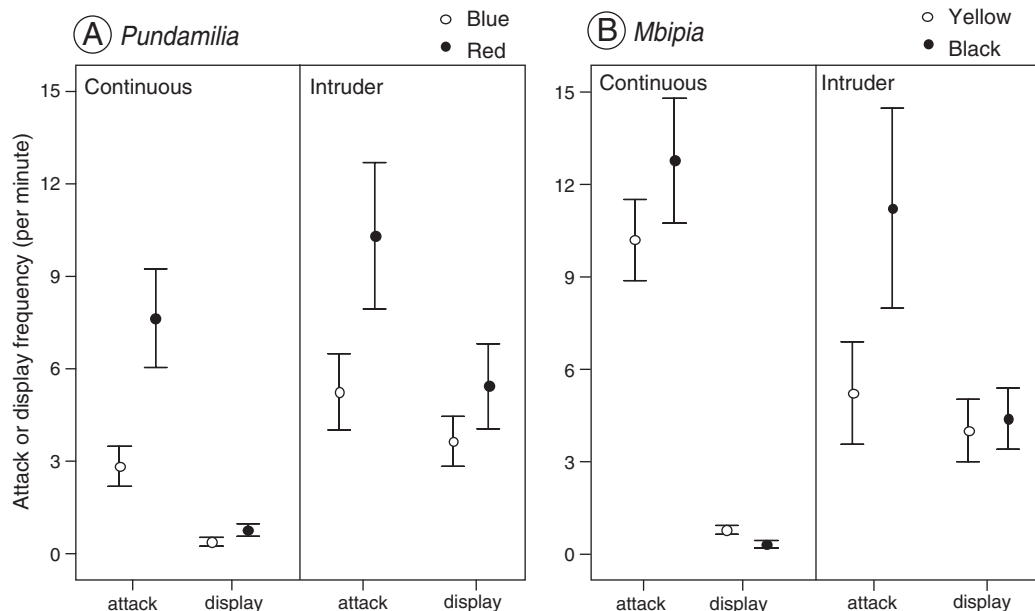 A Pundamilia
Blue
Red
B Mbipia
Yellow
Black
Attack or display frequency (per minute)
15
12
9
6
3
0
Continuous
Intruder
attack
display
attack
display
15
12
9
6
3
0
Continuous
Intruder
attack
display
attack
display